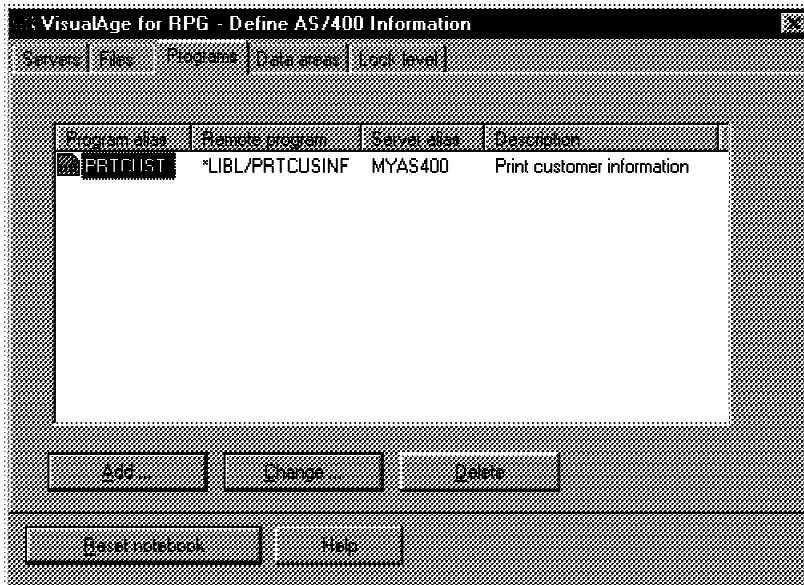 VisualAge for RPG - Define AS/400 Information
Servers Files Programs Data areas Lock level
Program alias Remote program Server alias Description
PRTCUST *LIBL/PRTCUSINF MYAS400 Print customer information
Add ... Change ... Delete
Reset notebook Help